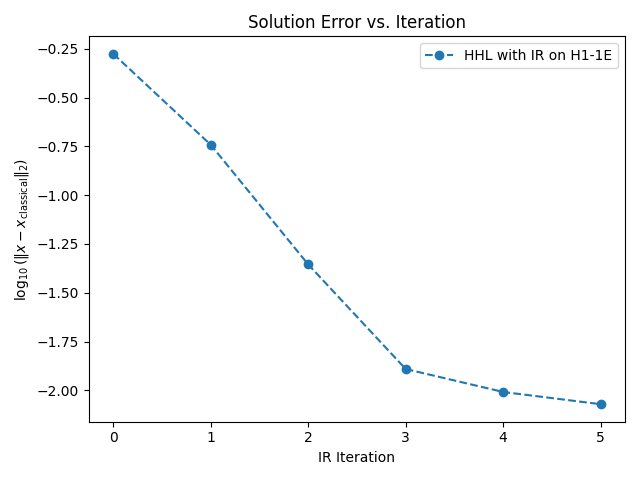 Solution Error vs. Iteration
HHL with IR on H1-1E
−0.25
−0.50
−0.75
−1.00
−1.25
−1.50
−1.75
−2.00
log₁₀(‖x − x_classical‖₂)
0 1 2 3 4 5
IR Iteration